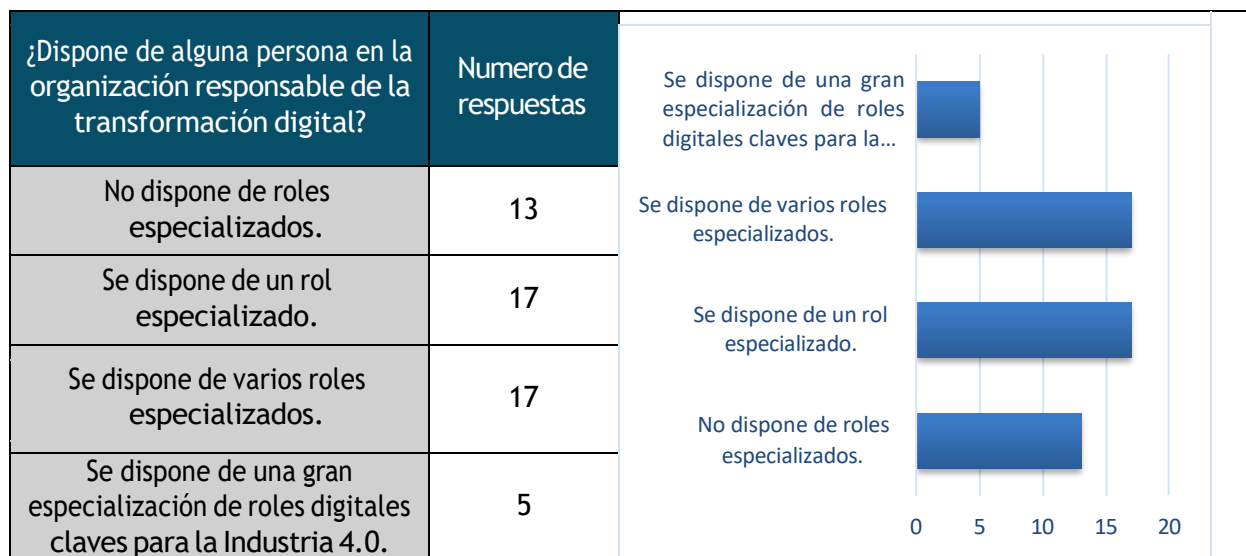 ¿Dispone de alguna persona en la
organización responsable de la
transformación digital?
Numero de
respuestas
No dispone de roles
especializados.
13
Se dispone de un rol
especializado.
17
Se dispone de varios roles
especializados.
17
Se dispone de una gran
especialización de roles digitales
claves para la Industria 4.0.
5
Se dispone de una gran
especialización de roles
digitales claves para la...
Se dispone de varios roles
especializados.
Se dispone de un rol
especializado.
No dispone de roles
especializados.
0 5 10 15 20